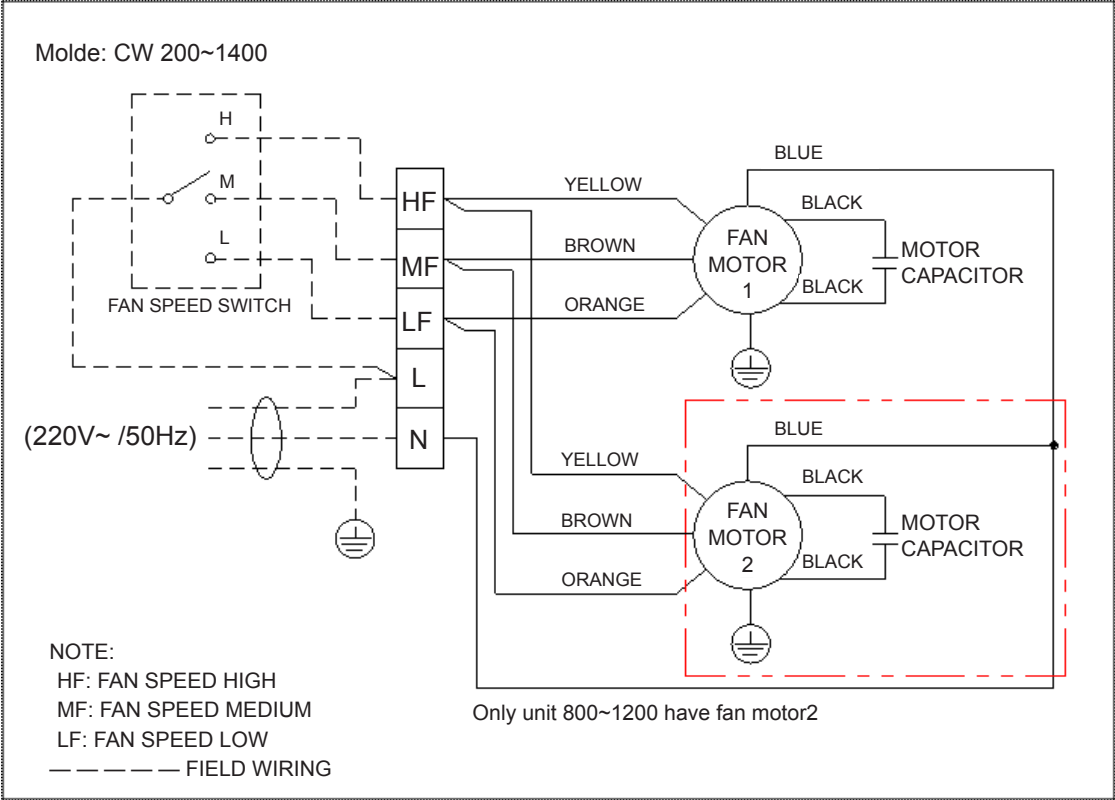 Molde: CW 200~1400
H
M
L
FAN SPEED SWITCH
HF
MF
LF
L
N
(220V~ /50Hz)
YELLOW
BROWN
ORANGE
BLUE
BLACK
BLACK
FAN
MOTOR
1
MOTOR
CAPACITOR
YELLOW
BROWN
ORANGE
BLUE
BLACK
BLACK
FAN
MOTOR
2
MOTOR
CAPACITOR
Only unit 800~1200 have fan motor2
NOTE:
HF: FAN SPEED HIGH
MF: FAN SPEED MEDIUM
LF: FAN SPEED LOW
FIELD WIRING